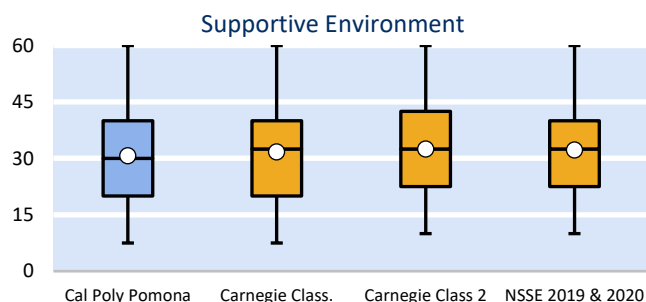 Supportive Environment
60
45
30
15
0
Cal Poly Pomona Carnegie Class. Carnegie Class 2 NSSE 2019 & 2020